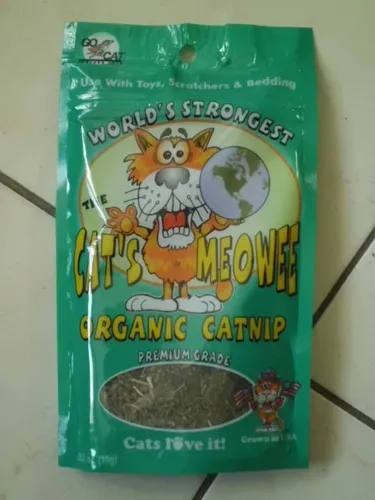 GO CAT
Use With Toys, Scratchers & Bedding
WORLD'S STRONGEST
THE
CAT'S MEOWEE
ORGANIC CATNIP
PREMIUM GRADE
Cats love it!
Grown in USA